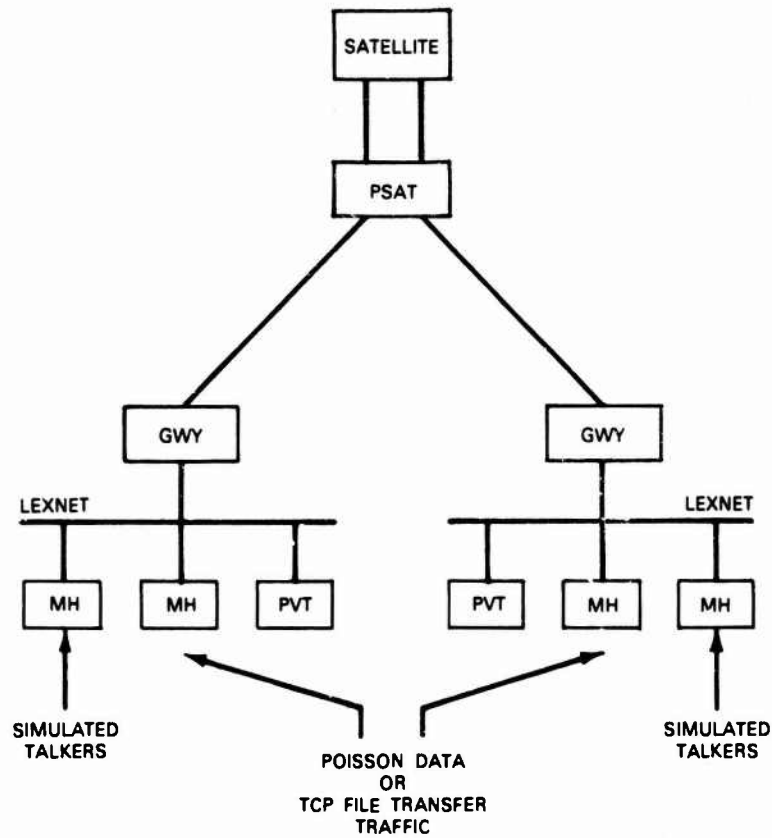 SATELLITE
PSAT
GWY
GWY
LEXNET
LEXNET
MH
MH
PVT
PVT
MH
MH
SIMULATED
TALKERS
SIMULATED
TALKERS
POISSON DATA
OR
TCP FILE TRANSFER
TRAFFIC